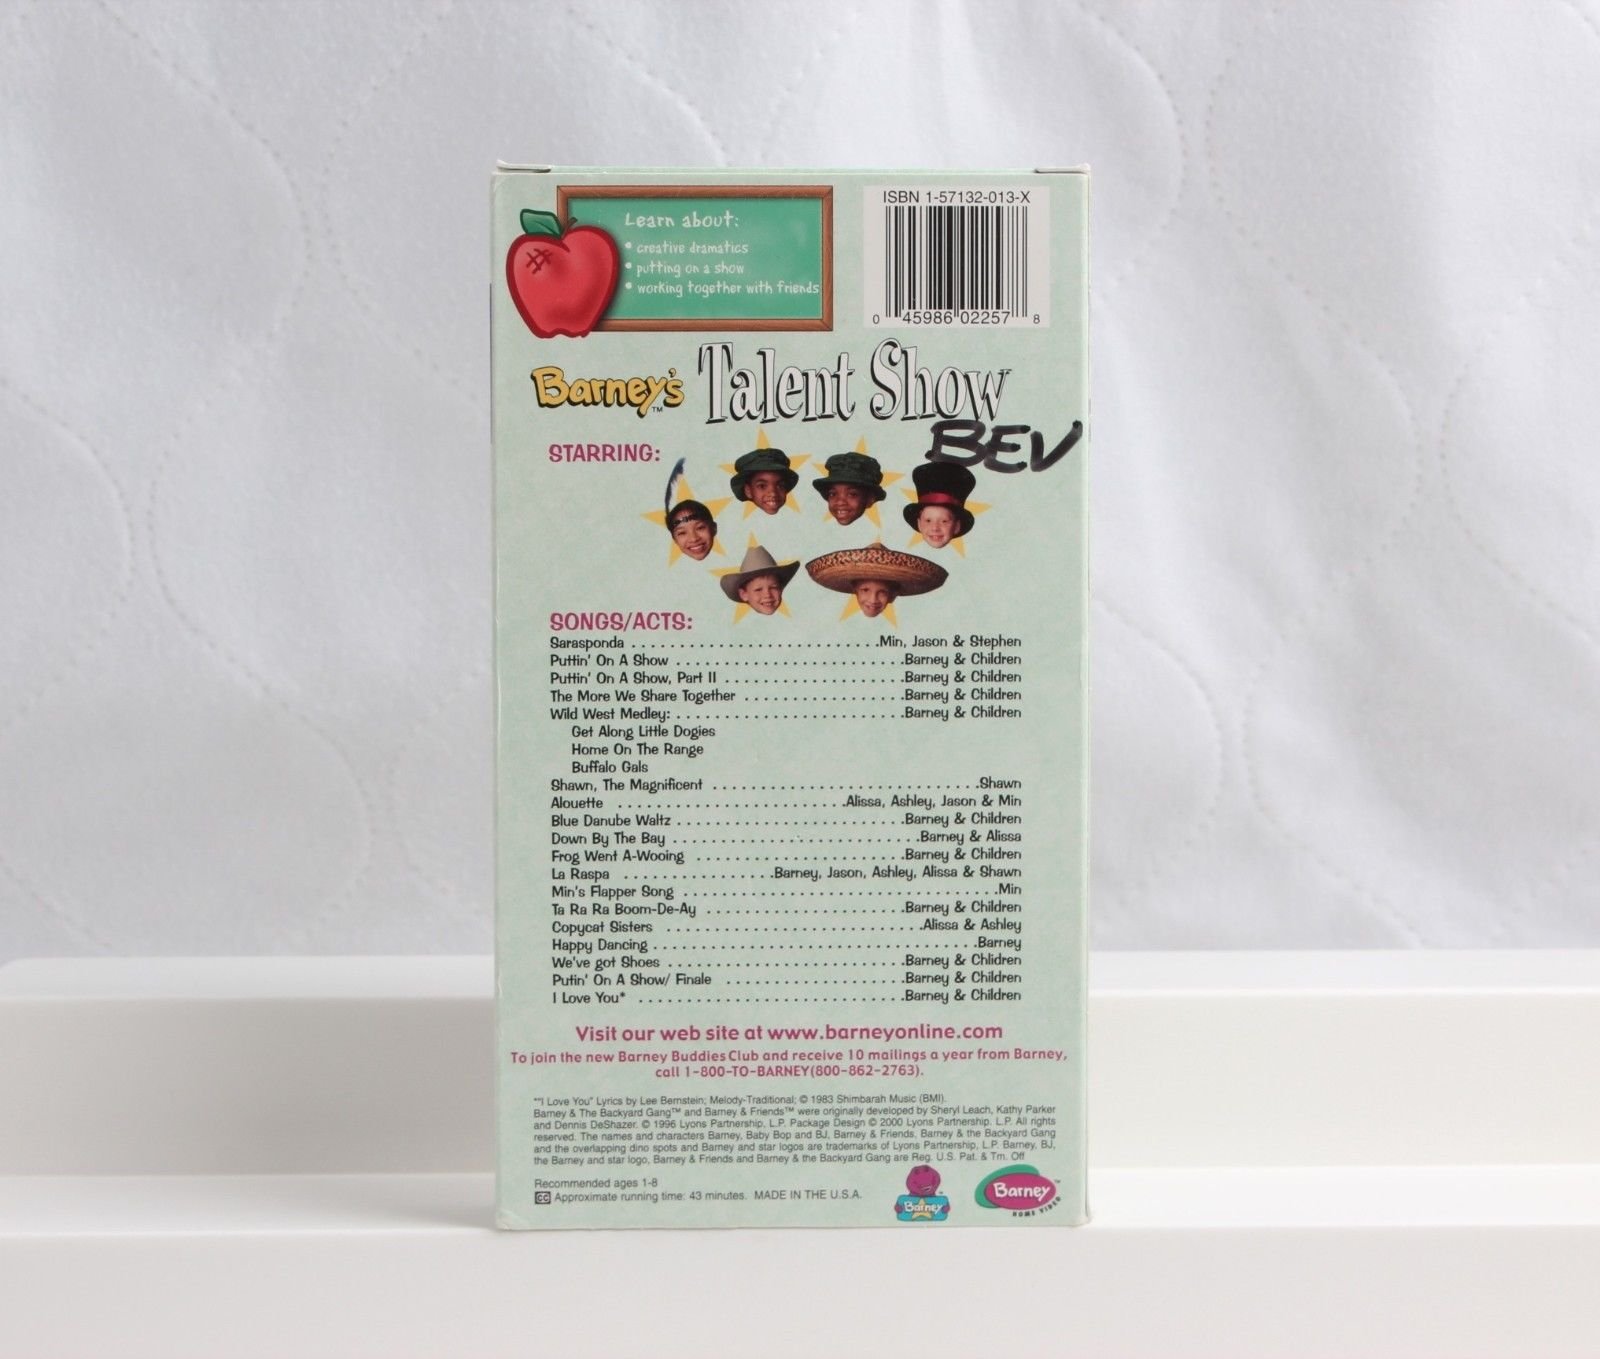 Learn about:
• creative dramatics
• putting on a show
• working together with friends
ISBN 1-57132-013-X
0 45986 02257 8
Barney's™ Talent Show
BEV
STARRING:
SONGS/ACTS:
Sarasponda . . . . . . . . . . . . . . . . . . . . . . . . . .Min, Jason & Stephen
Puttin' On A Show . . . . . . . . . . . . . . . . . . . . . . . .Barney & Children
Puttin' On A Show, Part II . . . . . . . . . . . . . . . . . . .Barney & Children
The More We Share Together . . . . . . . . . . . . . . . . .Barney & Children
Wild West Medley: . . . . . . . . . . . . . . . . . . . . . . . .Barney & Children
Get Along Little Dogies
Home On The Range
Buffalo Gals
Shawn, The Magnificent . . . . . . . . . . . . . . . . . . . . . . . . . . . .Shawn
Alouette . . . . . . . . . . . . . . . . . . . . . . . .Alissa, Ashley, Jason & Min
Blue Danube Waltz . . . . . . . . . . . . . . . . . . . . . . . .Barney & Children
Down By The Bay . . . . . . . . . . . . . . . . . . . . . . . . . .Barney & Alissa
Frog Went A-Wooing . . . . . . . . . . . . . . . . . . . . . .Barney & Children
La Raspa . . . . . . . . . . . . . . . .Barney, Jason, Ashley, Alissa & Shawn
Min's Flapper Song . . . . . . . . . . . . . . . . . . . . . . . . . . . . . . . . .Min
Ta Ra Ra Boom-De-Ay . . . . . . . . . . . . . . . . . . . . .Barney & Children
Copycat Sisters . . . . . . . . . . . . . . . . . . . . . . . . . . .Alissa & Ashley
Happy Dancing . . . . . . . . . . . . . . . . . . . . . . . . . . . . . . . . . .Barney
We've got Shoes . . . . . . . . . . . . . . . . . . . . . . . . .Barney & Chlidren
Putin' On A Show/ Finale . . . . . . . . . . . . . . . . . . .Barney & Children
I Love You* . . . . . . . . . . . . . . . . . . . . . . . . . . . .Barney & Children
Visit our web site at www.barneyonline.com
To join the new Barney Buddies Club and receive 10 mailings a year from Barney,
call 1-800-TO-BARNEY(800-862-2763).
*"I Love You" Lyrics by Lee Bernstein; Melody-Traditional; © 1983 Shimbarah Music (BMI).
Barney & The Backyard Gang™ and Barney & Friends™ were originally developed by Sheryl Leach, Kathy Parker
and Dennis DeShazer. © 1996 Lyons Partnership, L.P. Package Design © 2000 Lyons Partnership. L.P. All rights
reserved. The names and characters Barney, Baby Bop and BJ, Barney & Friends, Barney & the Backyard Gang
and the overlapping dino spots and Barney and star logos are trademarks of Lyons Partnership, L.P. Barney, BJ,
the Barney and star logo, Barney & Friends and Barney & the Backyard Gang are Reg. U.S. Pat. & Tm. Off
Recommended ages 1-8
CC Approximate running time: 43 minutes. MADE IN THE U.S.A.
Barney™
Barney™
HOME VIDEO